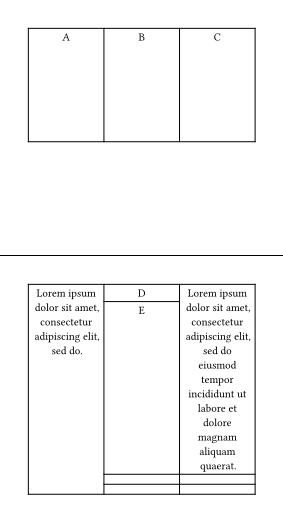 A
B
C
Lorem ipsum
dolor sit amet,
consectetur
adipiscing elit,
sed do.
D
E
Lorem ipsum
dolor sit amet,
consectetur
adipiscing elit,
sed do
eiusmod
tempor
incididunt ut
labore et
dolore
magnam
aliquam
quaerat.